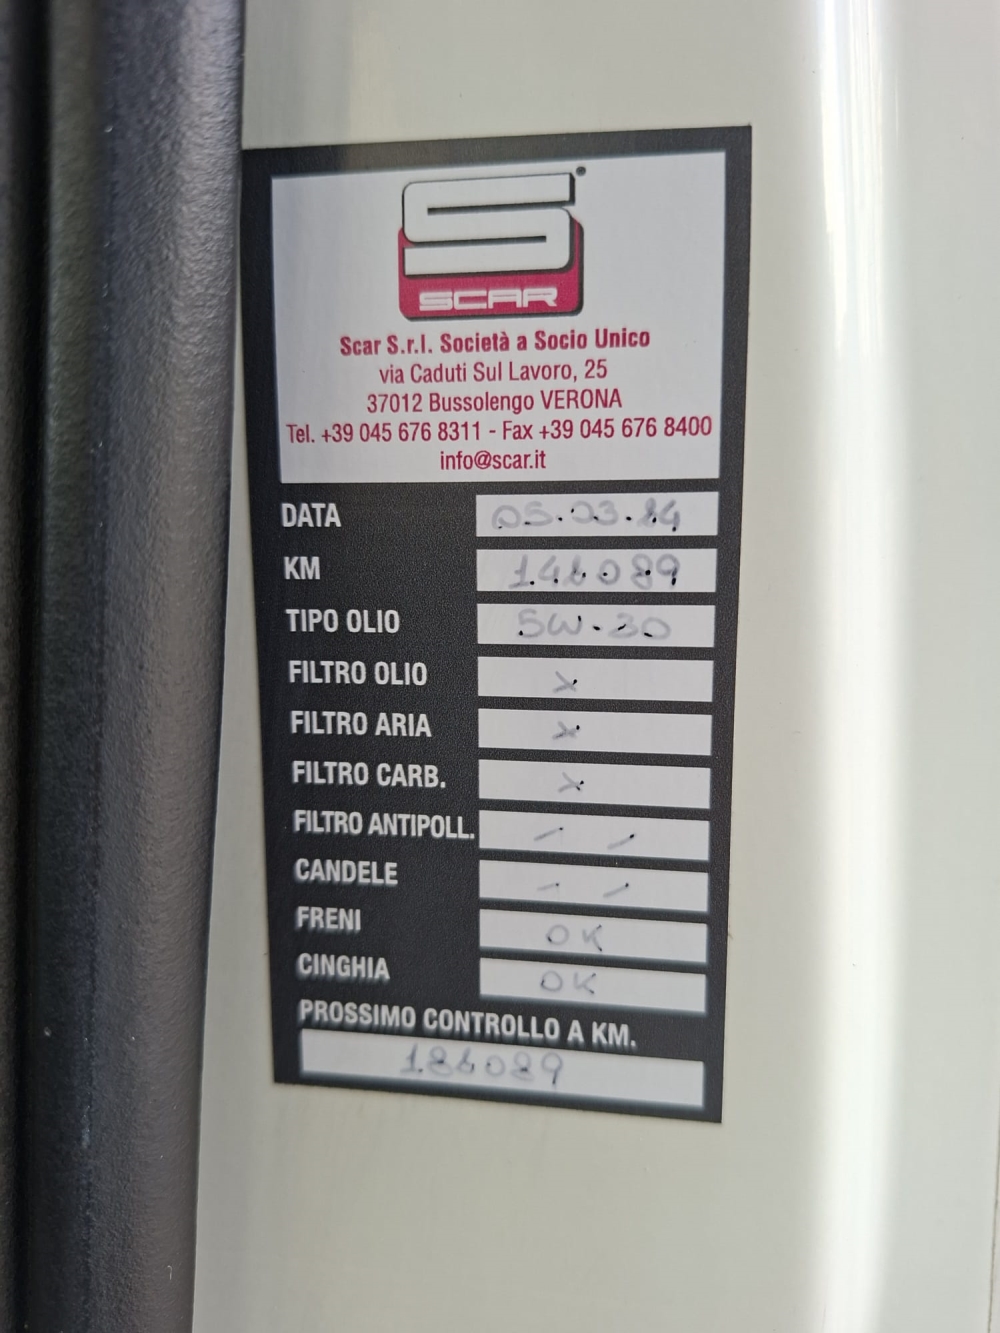 S
SCAR
Scar S.r.l. Società a Socio Unico
via Caduti Sul Lavoro, 25
37012 Bussolengo VERONA
Tel. +39 045 676 8311 - Fax +39 045 676 8400
info@scar.it
DATA
KM
TIPO OLIO 5W-30
FILTRO OLIO x
FILTRO ARIA x
FILTRO CARB. x
FILTRO ANTIPOLL. - -
CANDELE - -
FRENI OK
CINGHIA OK
PROSSIMO CONTROLLO A KM.